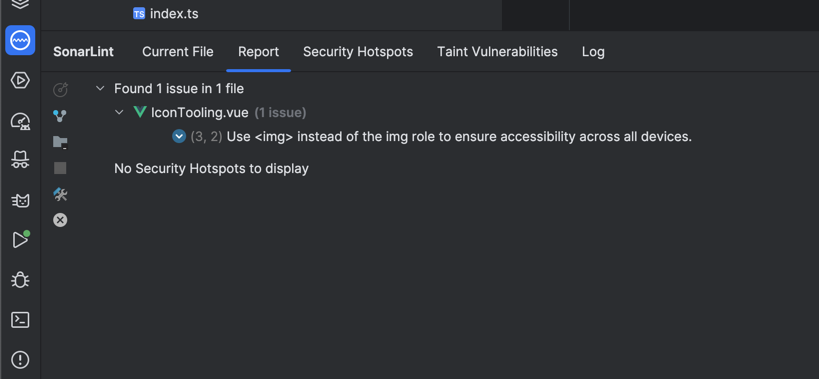 TS index.ts
SonarLint Current File Report Security Hotspots Taint Vulnerabilities Log
Found 1 issue in 1 file
IconTooling.vue (1 issue)
(3, 2) Use <img> instead of the img role to ensure accessibility across all devices.
No Security Hotspots to display